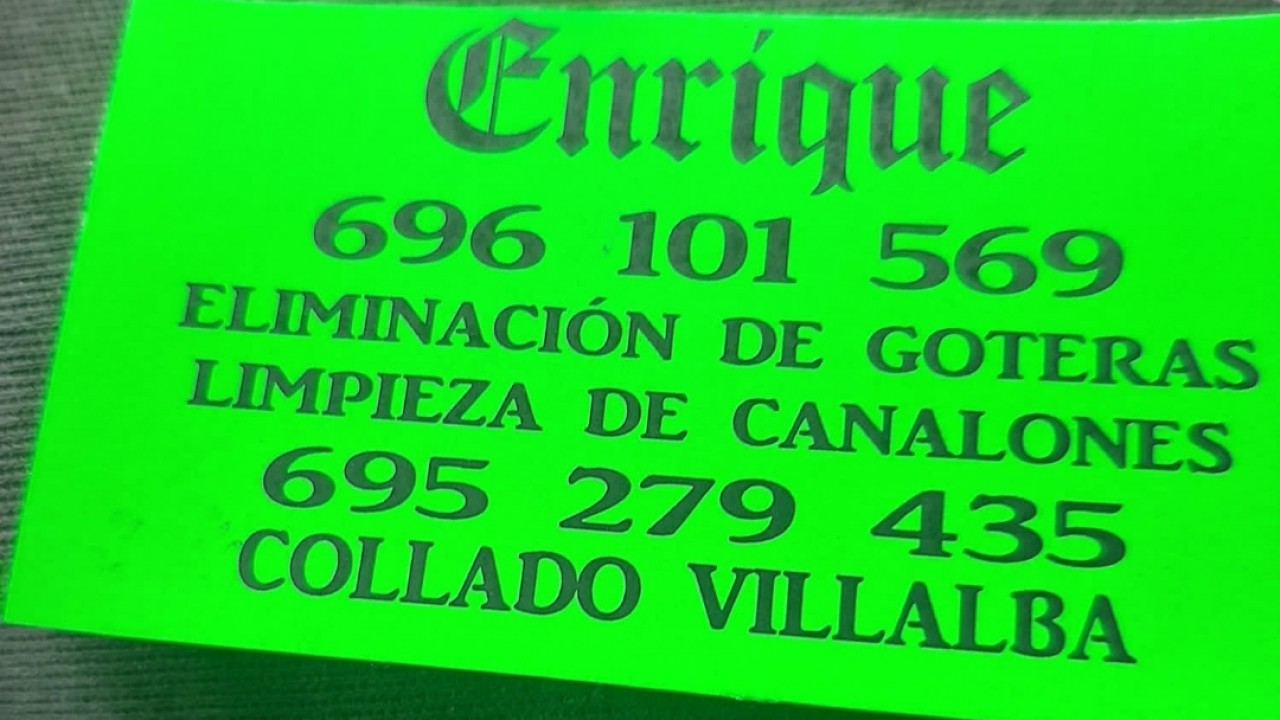 Enrique
696 101 569
ELIMINACIÓN DE GOTERAS
LIMPIEZA DE CANALONES
695 279 435
COLLADO VILLALBA